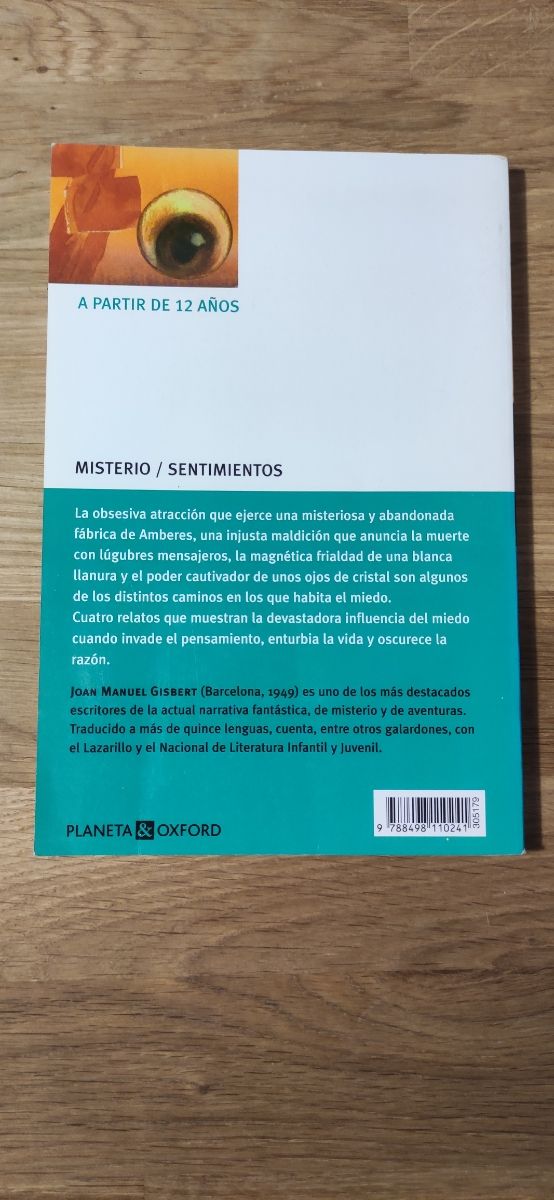 A PARTIR DE 12 AÑOS
MISTERIO / SENTIMIENTOS
La obsesiva atracción que ejerce una misteriosa y abandonada
fábrica de Amberes, una injusta maldición que anuncia la muerte
con lúgubres mensajeros, la magnética frialdad de una blanca
llanura y el poder cautivador de unos ojos de cristal son algunos
de los distintos caminos en los que habita el miedo.
Cuatro relatos que muestran la devastadora influencia del miedo
cuando invade el pensamiento, enturbia la vida y oscurece la
razón.
JOAN MANUEL GISBERT (Barcelona, 1949) es uno de los más destacados
escritores de la actual narrativa fantástica, de misterio y de aventuras.
Traducido a más de quince lenguas, cuenta, entre otros galardones, con
el Lazarillo y el Nacional de Literatura Infantil y Juvenil.
PLANETA & OXFORD
9 788498 110241
305179